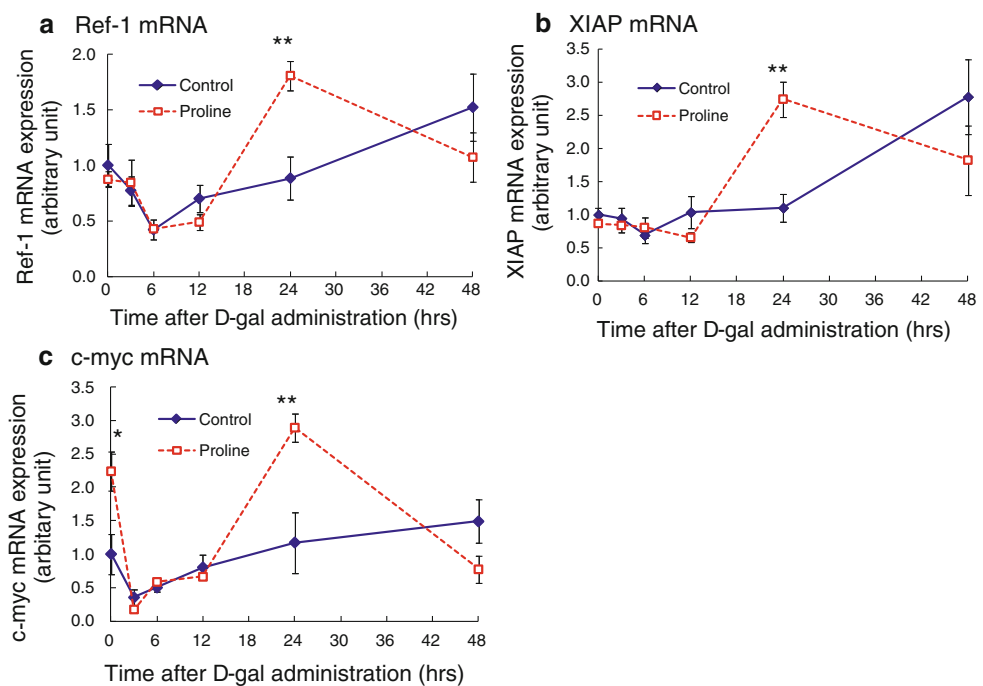 a Ref-1 mRNA
Ref-1 mRNA expression
(arbitrary unit)
2.0
1.5
1.0
0.5
0.0
**
Control
Proline
0 6 12 18 24 30 36 42 48
Time after D-gal administration (hrs)
b XIAP mRNA
XIAP mRNA expression
(arbitrary unit)
3.5
3.0
2.5
2.0
1.5
1.0
0.5
0.0
**
Control
Proline
0 6 12 18 24 30 36 42 48
Time after D-gal administration (hrs)
c c-myc mRNA
c-myc mRNA expression
(arbitary unit)
3.5
3.0
2.5
2.0
1.5
1.0
0.5
0.0
*
**
Control
Proline
0 6 12 18 24 30 36 42 48
Time after D-gal administration (hrs)